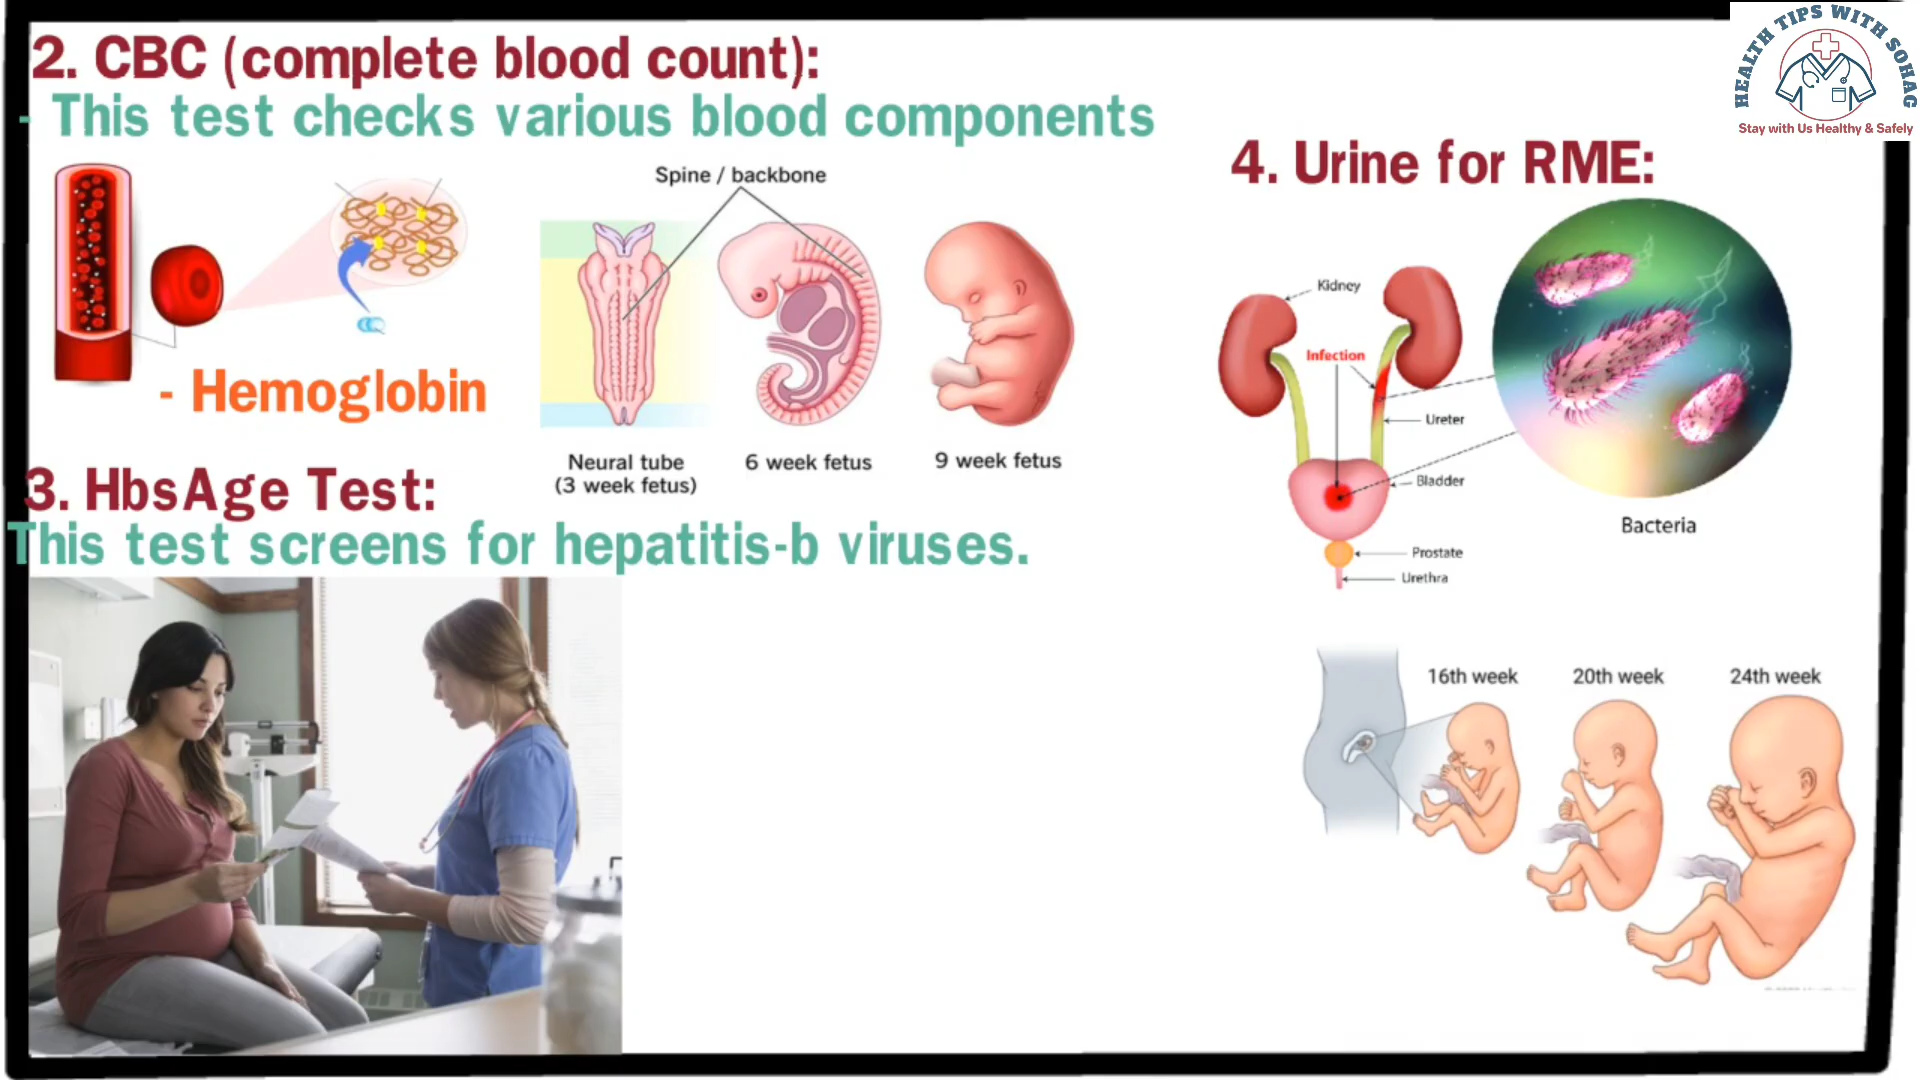 2. CBC (complete blood count):
- This test checks various blood components
Spine / backbone
- Hemoglobin
Neural tube
(3 week fetus)
6 week fetus
9 week fetus
3. HbsAge Test:
This test screens for hepatitis-b viruses.
HEALTH TIPS WITH SOHAG
Stay with Us Healthy & Safely
4. Urine for RME:
Kidney
Infection
Ureter
Bladder
Prostate
Urethra
Bacteria
16th week
20th week
24th week